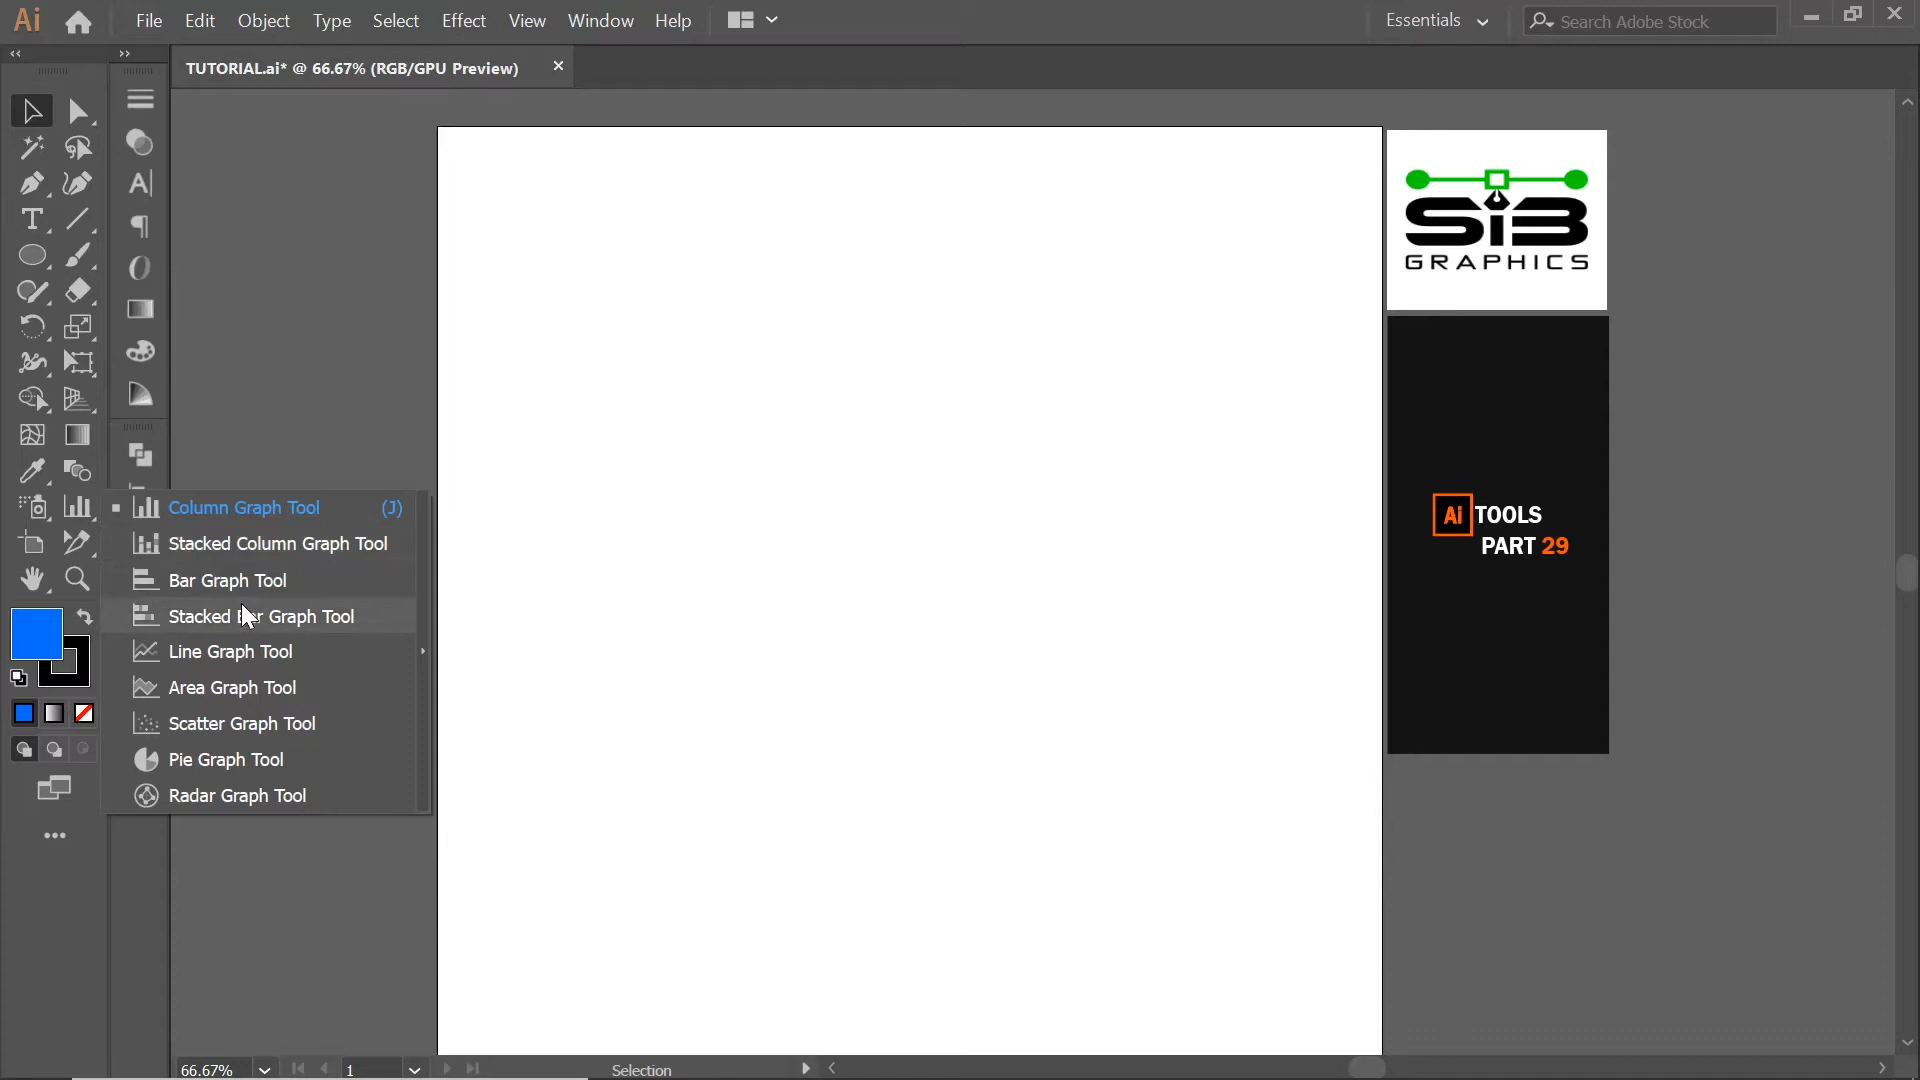 Ai File Edit Object Type Select Effect View Window Help Essentials Search Adobe Stock
TUTORIAL.ai* @ 66.67% (RGB/GPU Preview)
SiB
GRAPHICS
Ai TOOLS
PART 29
Column Graph Tool (J)
Stacked Column Graph Tool
Bar Graph Tool
Stacked Bar Graph Tool
Line Graph Tool
Area Graph Tool
Scatter Graph Tool
Pie Graph Tool
Radar Graph Tool
66.67% 1 Selection